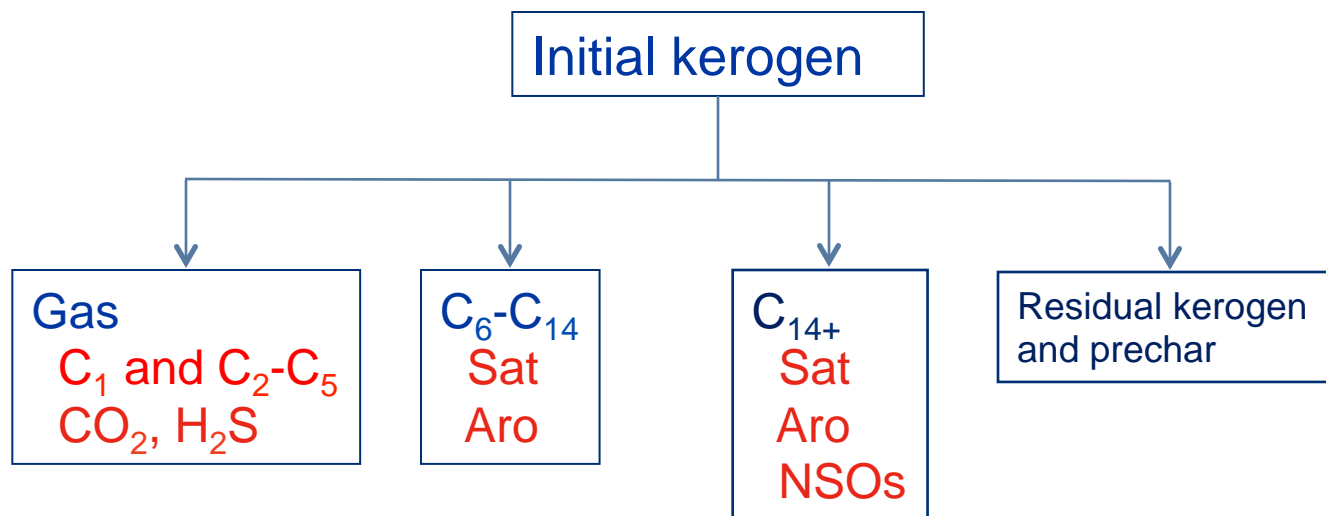 Initial kerogen
Gas
C₁ and C₂-C₅
CO₂, H₂S
C₆-C₁₄
Sat
Aro
C₁₄₊
Sat
Aro
NSOs
Residual kerogen
and prechar